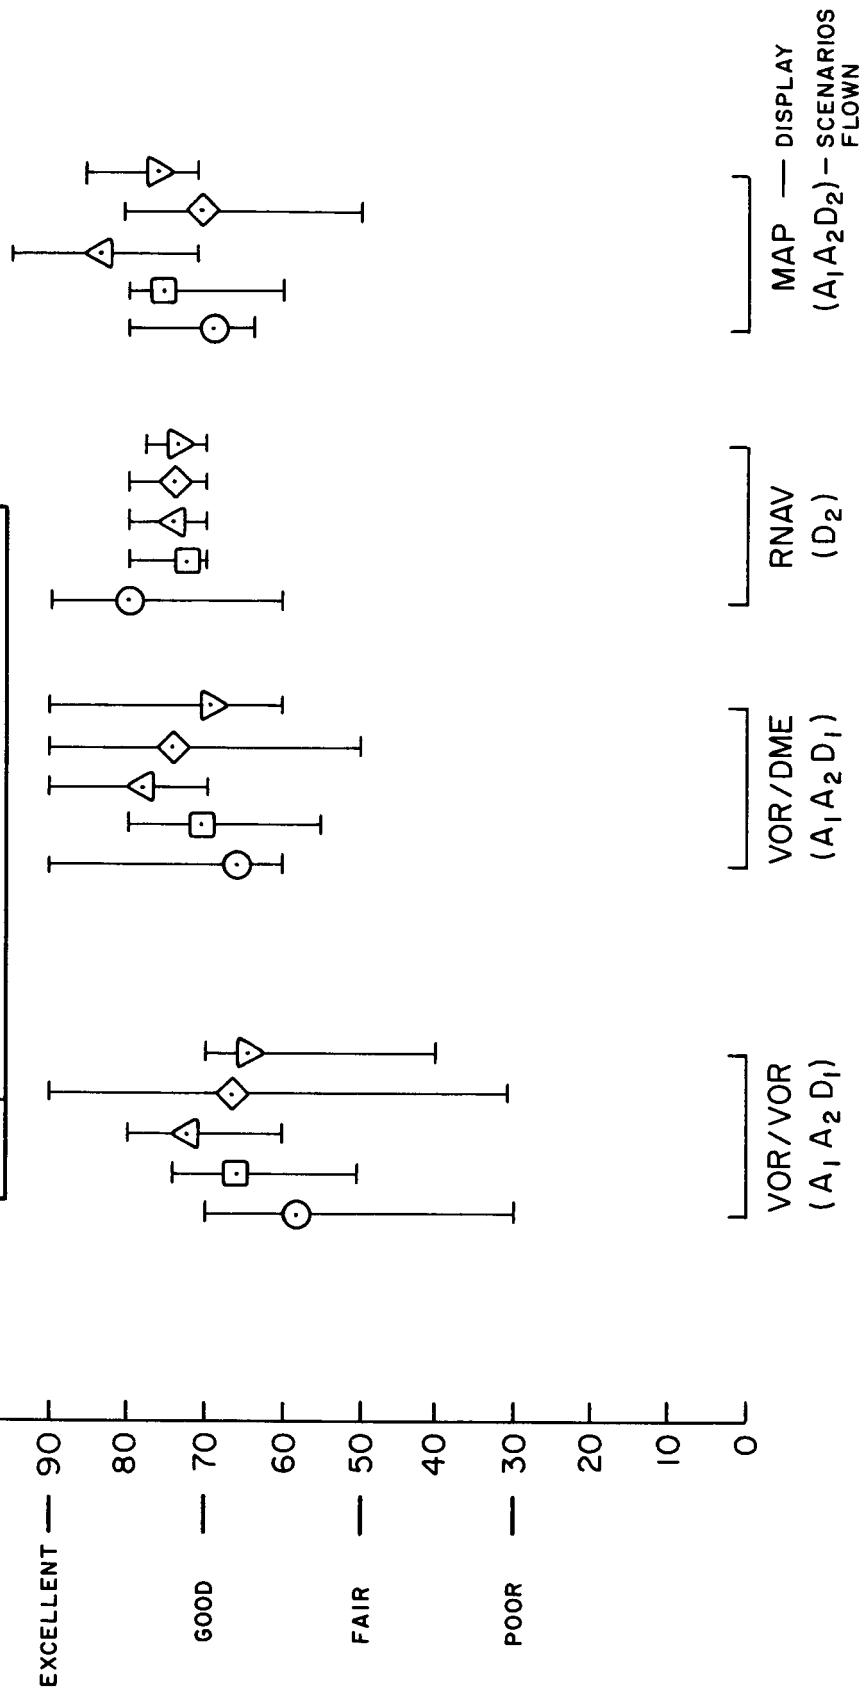 EXCELLENT — 90
80
GOOD — 70
60
FAIR — 50
40
POOR — 30
20
10
0
VOR/VOR
(A₁ A₂ D₁)
VOR/DME
(A₁ A₂ D₁)
RNAV
(D₂)
MAP — DISPLAY
(A₁ A₂ D₂) — SCENARIOS
FLOWN